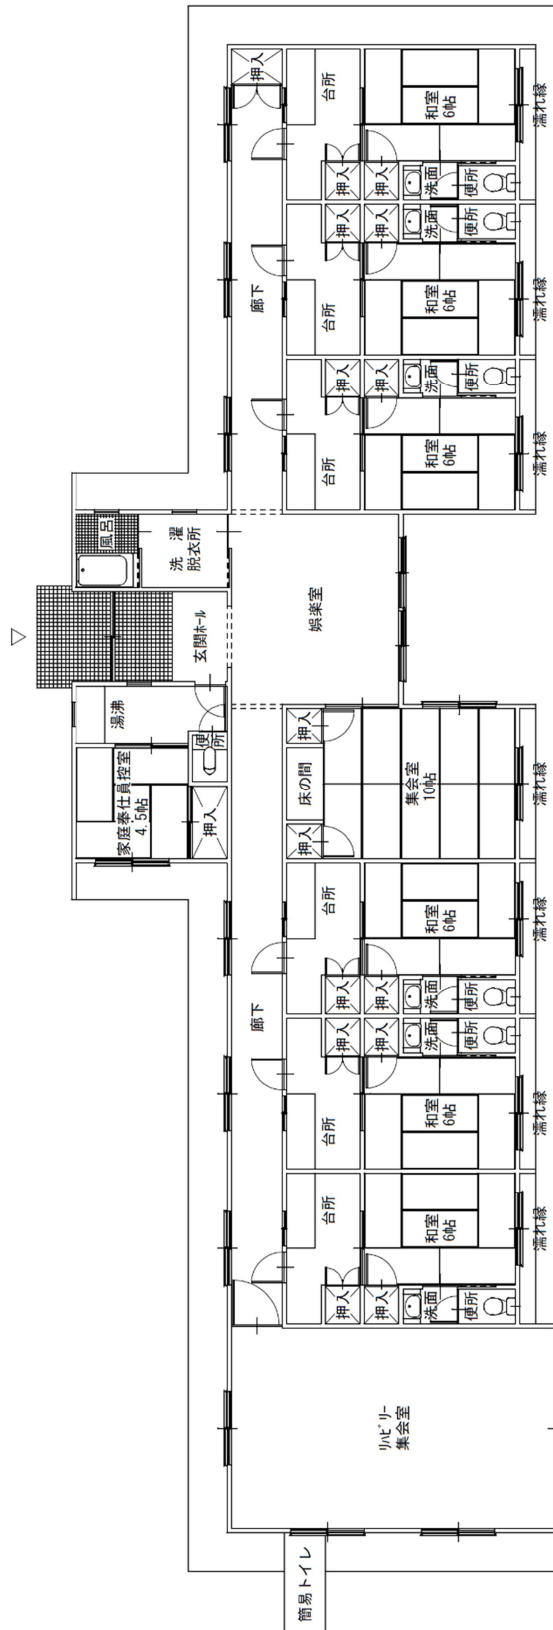 押入
台所
和室
6帖
濡れ縁
押入
押入
洗面
便所
廊下
押入
押入
洗面
便所
台所
和室
6帖
濡れ縁
押入
押入
洗面
便所
台所
和室
6帖
濡れ縁
風呂
洗濯
脱衣所
玄関ホール
娯楽室
湯沸
便所
家庭奉仕員控室
4.5帖
押入
押入
床の間
押入
集会室
10帖
濡れ縁
廊下
台所
和室
6帖
濡れ縁
押入
押入
洗面
便所
押入
押入
洗面
便所
台所
和室
6帖
濡れ縁
台所
和室
6帖
濡れ縁
押入
押入
洗面
便所
リハビリー
集会室
簡易トイレ